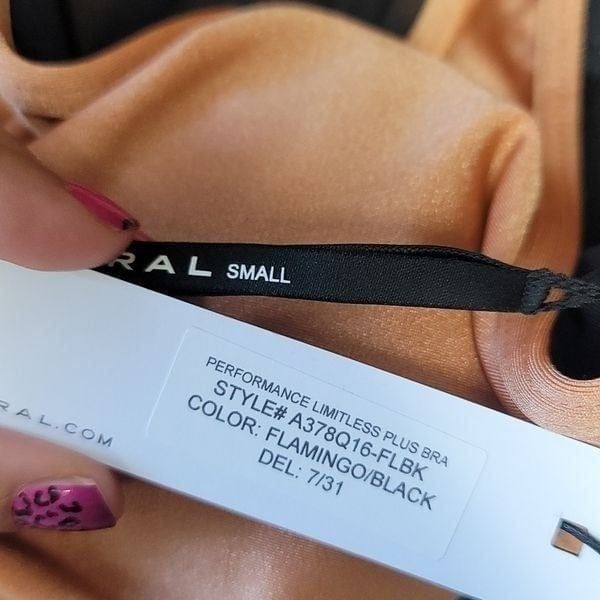 RAL SMALL
PERFORMANCE LIMITLESS PLUS BRA
STYLE# A378Q16-FLBK
COLOR: FLAMINGO/BLACK
DEL: 7/31
RAL.COM